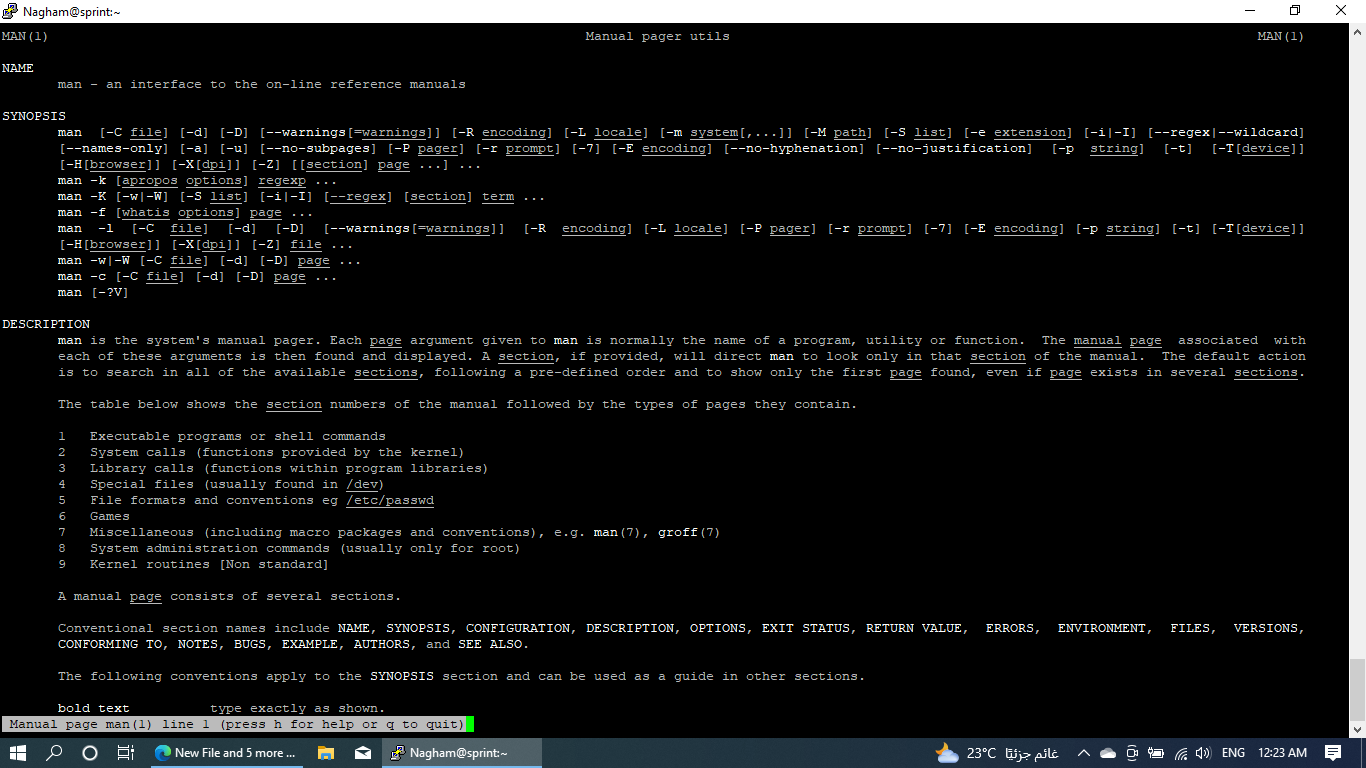 Nagham@sprint:~
MAN(1) Manual pager utils MAN(1)
NAME
man - an interface to the on-line reference manuals
SYNOPSIS
man [-C file] [-d] [-D] [--warnings[=warnings]] [-R encoding] [-L locale] [-m system[,...]] [-M path] [-S list] [-e extension] [-i|-I] [--regex|--wildcard]
[--names-only] [-a] [-u] [--no-subpages] [-P pager] [-r prompt] [-7] [-E encoding] [--no-hyphenation] [--no-justification] [-p string] [-t] [-T[device]]
[-H[browser]] [-X[dpi]] [-Z] [[section] page ...] ...
man -k [apropos options] regexp ...
man -K [-w|-W] [-S list] [-i|-I] [--regex] [section] term ...
man -f [whatis options] page ...
man -l [-C file] [-d] [-D] [--warnings[=warnings]] [-R encoding] [-L locale] [-P pager] [-r prompt] [-7] [-E encoding] [-p string] [-t] [-T[device]]
[-H[browser]] [-X[dpi]] [-Z] file ...
man -w|-W [-C file] [-d] [-D] page ...
man -c [-C file] [-d] [-D] page ...
man [-?V]
DESCRIPTION
man is the system's manual pager. Each page argument given to man is normally the name of a program, utility or function. The manual page associated with
each of these arguments is then found and displayed. A section, if provided, will direct man to look only in that section of the manual. The default action
is to search in all of the available sections, following a pre-defined order and to show only the first page found, even if page exists in several sections.
The table below shows the section numbers of the manual followed by the types of pages they contain.
1 Executable programs or shell commands
2 System calls (functions provided by the kernel)
3 Library calls (functions within program libraries)
4 Special files (usually found in /dev)
5 File formats and conventions eg /etc/passwd
6 Games
7 Miscellaneous (including macro packages and conventions), e.g. man(7), groff(7)
8 System administration commands (usually only for root)
9 Kernel routines [Non standard]
A manual page consists of several sections.
Conventional section names include NAME, SYNOPSIS, CONFIGURATION, DESCRIPTION, OPTIONS, EXIT STATUS, RETURN VALUE, ERRORS, ENVIRONMENT, FILES, VERSIONS,
CONFORMING TO, NOTES, BUGS, EXAMPLE, AUTHORS, and SEE ALSO.
The following conventions apply to the SYNOPSIS section and can be used as a guide in other sections.
bold text type exactly as shown.
Manual page man(1) line 1 (press h for help or q to quit)
New File and 5 more ... Nagham@sprint:~ 23°C غائم جزئيًا ENG 12:23 AM